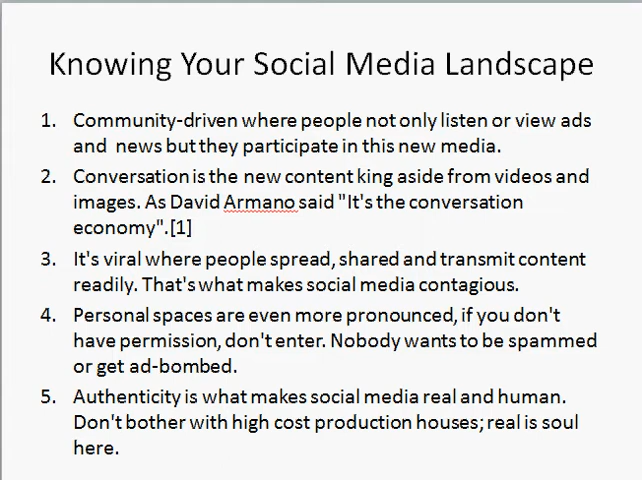 Knowing Your Social Media Landscape
1. Community-driven where people not only listen or view ads
and news but they participate in this new media.
2. Conversation is the new content king aside from videos and
images. As David Armano said "It's the conversation
economy".[1]
3. It's viral where people spread, shared and transmit content
readily. That's what makes social media contagious.
4. Personal spaces are even more pronounced, if you don't
have permission, don't enter. Nobody wants to be spammed
or get ad-bombed.
5. Authenticity is what makes social media real and human.
Don't bother with high cost production houses; real is soul
here.